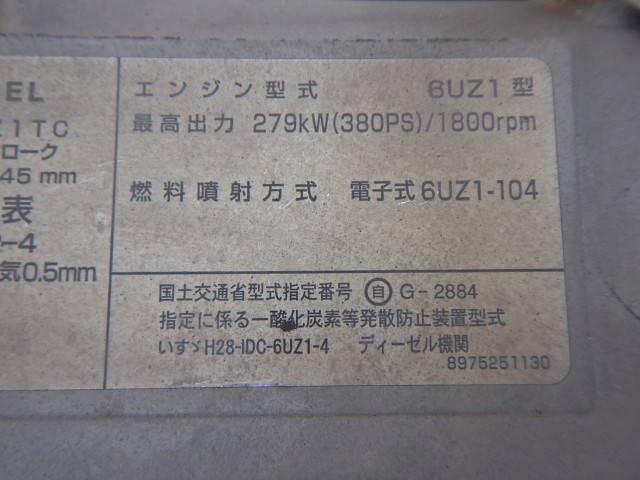 EL
Z1TC
ローク
45 mm
表
-4
気0.5mm
エンジン型式 6UZ1型
最高出力 279kW(380PS)/1800rpm
燃料噴射方式 電子式6UZ1-104
国土交通省型式指定番号 自 G-2884
指定に係る一酸化炭素等発散防止装置型式
いすゞH28-IDC-6UZ1-4 ディーゼル機関
8975251130